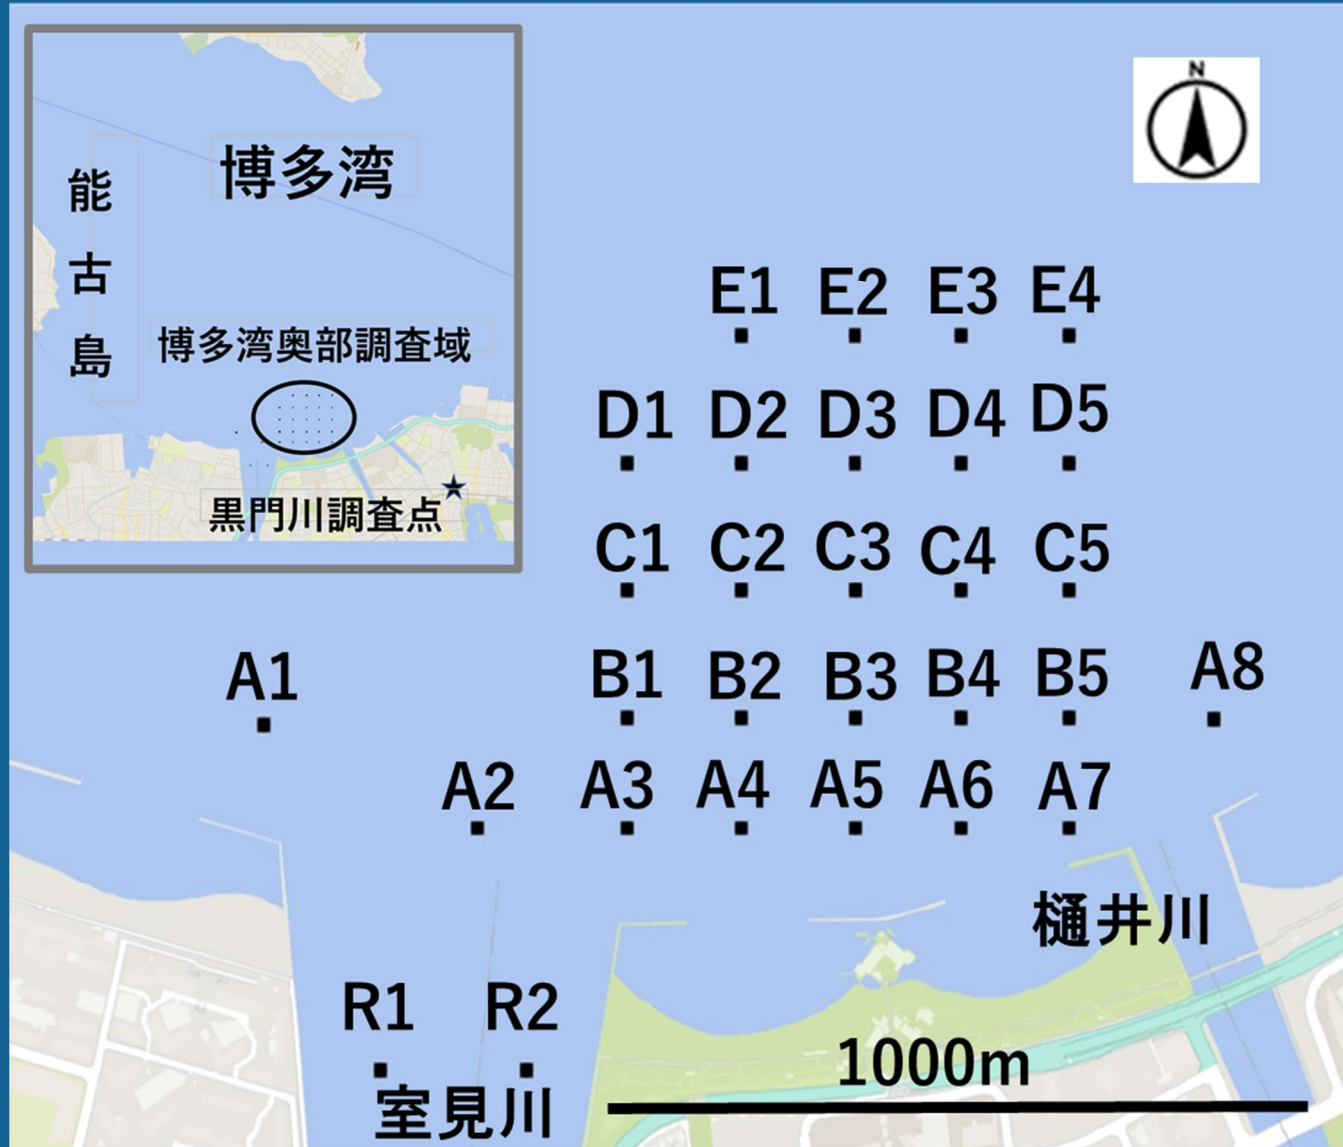 博多湾
能古島
博多湾奥部調査域
黒門川調査点
N
E1 E2 E3 E4
D1 D2 D3 D4 D5
C1 C2 C3 C4 C5
A1 B1 B2 B3 B4 B5 A8
A2 A3 A4 A5 A6 A7
樋井川
R1 R2
室見川
1000m